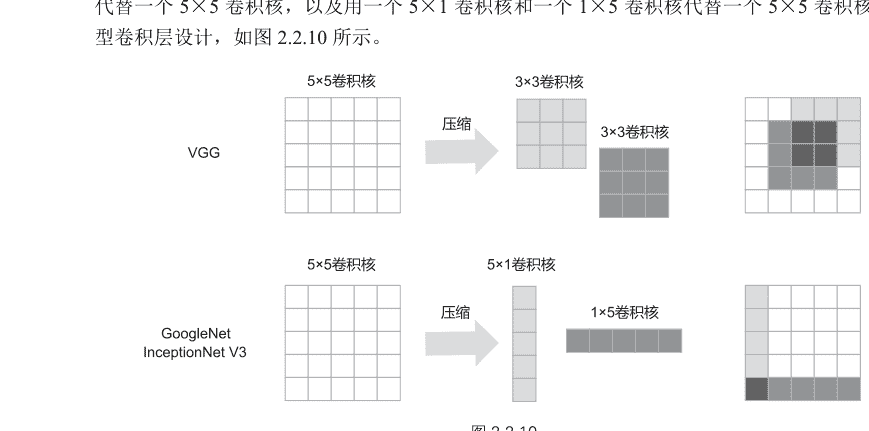 代替一个 5×5 卷积核，以及用一个 5×1 卷积核和一个 1×5 卷积核代替一个 5×5 卷积核
型卷积层设计，如图 2.2.10 所示。
5×5卷积核
3×3卷积核
压缩
3×3卷积核
VGG
5×5卷积核
5×1卷积核
压缩
1×5卷积核
GoogleNet
InceptionNet V3
图 2.2.10